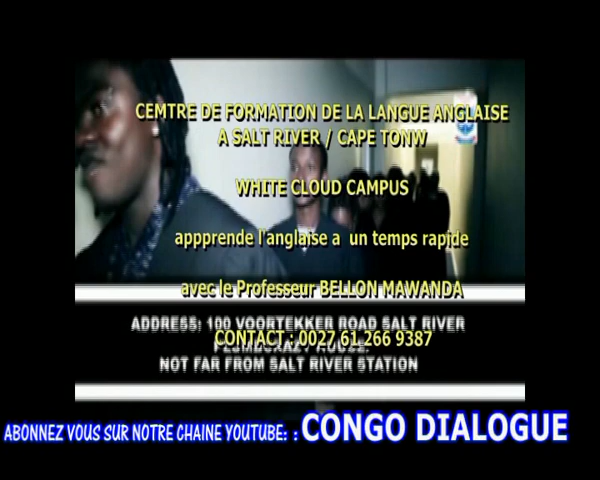 CEMTRE DE FORMATION DE LA LANGUE ANGLAISE
A SALT RIVER / CAPE TONW
WHITE CLOUD CAMPUS
appprende l'anglaise a un temps rapide
avec le Professeur BELLON MAWANDA
ADDRESS: 100 VOORTEKKER ROAD SALT RIVER
CONTACT : 0027 61 266 9387
HOUSE.
NOT FAR FROM SALT RIVER STATION
ABONNEZ VOUS SUR NOTRE CHAINE YOUTUBE: : CONGO DIALOGUE